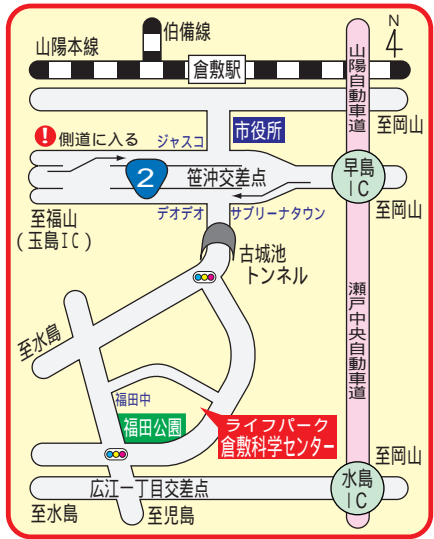 伯備線
N
4
山陽本線
倉敷駅
山陽自動車道
至岡山
!側道に入る
ジャスコ
市役所
2
笹沖交差点
早島
IC
至岡山
至福山
(玉島IC)
デオデオ
サブリーナタウン
古城池
トンネル
瀬戸中央自動車道
至水島
福田中
福田公園
ライフパーク
倉敷科学センター
至岡山
広江一丁目交差点
水島
IC
至水島
至児島